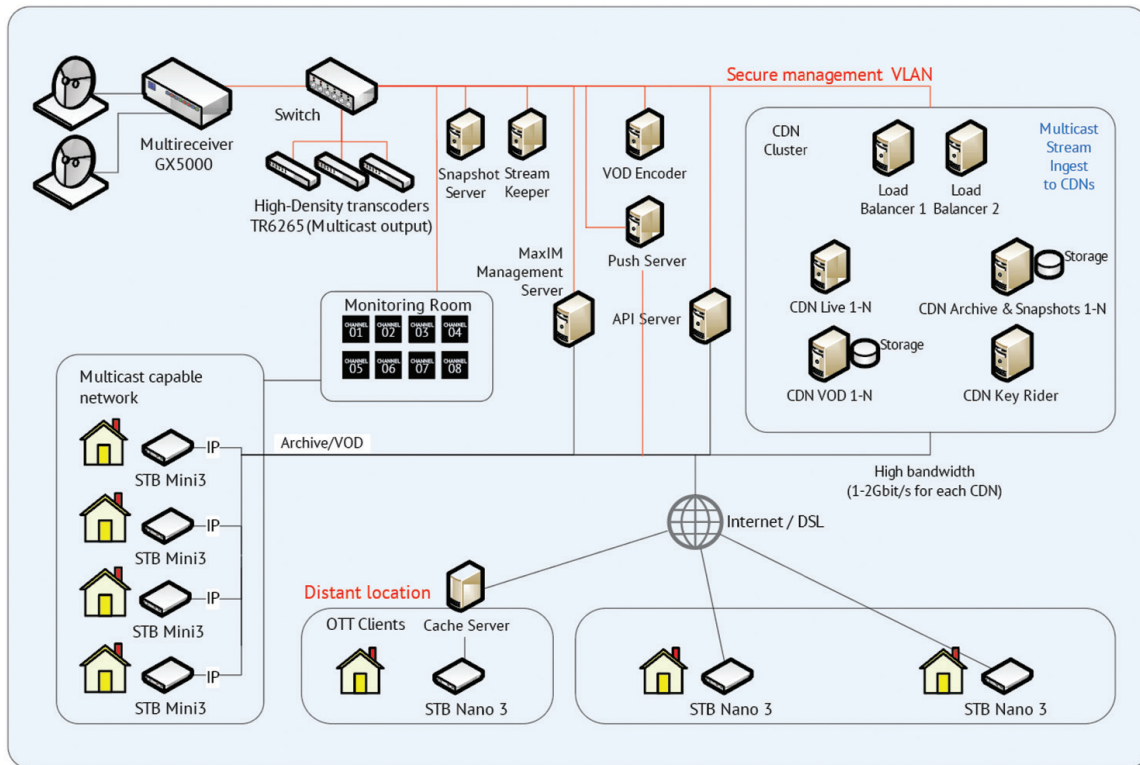 Secure management VLAN
Multireceiver
GX5000
Switch
High-Density transcoders
TR6265(Multicast output)
Snapshot
Server
Stream
Keeper
VOD Encoder
Push Server
MaxIM
Management
Server
API Server
CDN
Cluster
Multicast
Stream
Ingest
to CDNs
Load
Balancer 1
Load
Balancer 2
CDN Live 1-N
Storage
CDN Archive & Snapshots 1-N
Storage
CDN VOD 1-N
CDN Key Rider
Monitoring Room
CHANNEL
01
CHANNEL
02
CHANNEL
03
CHANNEL
04
CHANNEL
05
CHANNEL
06
CHANNEL
07
CHANNEL
08
Multicast capable
network
IP
STB Mini3
IP
STB Mini3
IP
STB Mini3
IP
STB Mini3
Archive/VOD
High bandwidth
(1-2Gbit/s for each CDN)
Internet / DSL
Distant location
OTT Clients
Cache Server
STB Nano 3
STB Nano 3
STB Nano 3